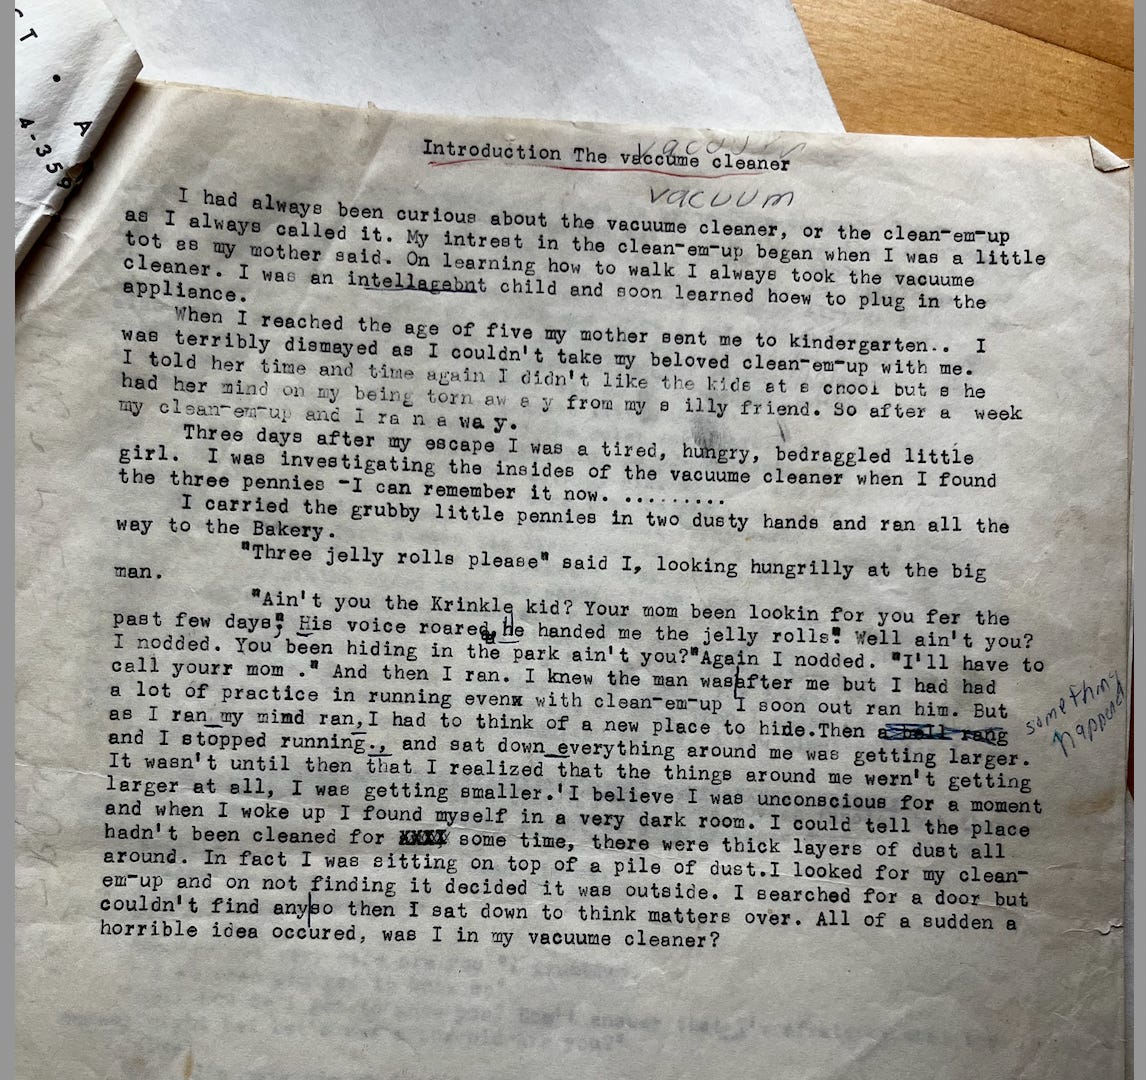 CT • A
4-359
Introduction The vaccume cleaner
vacuum
vacuum
I had always been curious about the vacuume cleaner, or the clean-em-up
as I always called it. My intrest in the clean-em-up began when I was a little
tot as my mother said. On learning how to walk I always took the vacuume
cleaner. I was an intellagebnt child and soon learned hoew to plug in the
appliance.
When I reached the age of five my mother sent me to kindergarten.. I
was terribly dismayed as I couldn't take my beloved clean-em-up with me.
I told her time and time again I didn't like the kids at s chool but s he
had her mind on my being torn aw a y from my s illy friend. So after a week
my clean-em-up and I ra n a wa y.
Three days after my escape I was a tired, hungry, bedraggled little
girl. I was investigating the insides of the vacuume cleaner when I found
the three pennies -I can remember it now. .........
I carried the grubby little pennies in two dusty hands and ran all the
way to the Bakery.
"Three jelly rolls please" said I, looking hungrilly at the big
man.
"Ain't you the Krinkle kid? Your mom been lookin for you fer the
past few days"; His voice roared, he handed me the jelly rolls". Well ain't you?
I nodded. You been hiding in the park ain't you?"Again I nodded. "I'll have to
call yourr mom ." And then I ran. I knew the man was after me but I had had
a lot of practice in running evenx with clean-em-up I soon out ran him. But
as I ran my mind ran, I had to think of a new place to hide.Then a bell rang
something happened
and I stopped running., and sat down everything around me was getting larger.
It wasn't until then that I realized that the things around me wern't getting
larger at all, I was getting smaller.'I believe I was unconscious for a moment
and when I woke up I found myself in a very dark room. I could tell the place
hadn't been cleaned for XXXX some time, there were thick layers of dust all
around. In fact I was sitting on top of a pile of dust.I looked for my clean-
em-up and on not finding it decided it was outside. I searched for a door but
couldn't find any so then I sat down to think matters over. All of a sudden a
horrible idea occured, was I in my vacuume cleaner?